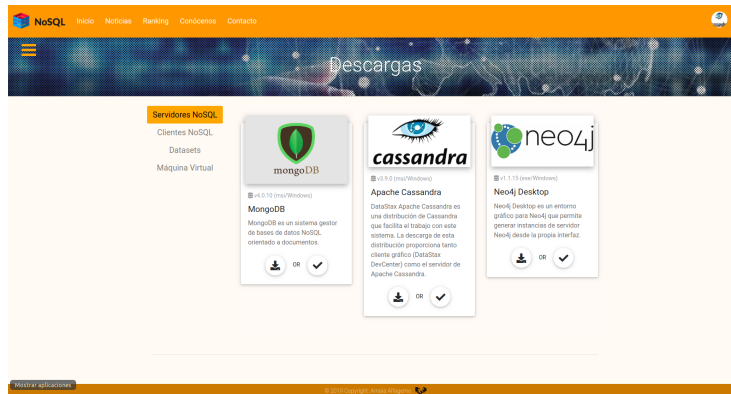 NoSQL Inicio Noticias Ranking Conócenos Contacto
Descargas
Servidores NoSQL
Clientes NoSQL
Datasets
Máquina Virtual
mongoDB
v4.0.10 (msi/Windows)
MongoDB
MongoDB es un sistema gestor
de bases de datos NoSQL
orientado a documentos.
OR
cassandra
v3.9.0 (msi/Windows)
Apache Cassandra
DataStax Apache Cassandra es
una distribución de Cassandra
que facilita el trabajo con este
sistema. La descarga de esta
distribución proporciona tanto
cliente gráfico (DataStax
DevCenter) como el servidor de
Apache Cassandra.
OR
neo4j
v1.1.15 (exe/Windows)
Neo4j Desktop
Neo4j Desktop es un entorno
gráfico para Neo4j que permite
generar instancias de servidor
Neo4j desde la propia interfaz.
OR
Mostrar aplicaciones
Copyright: